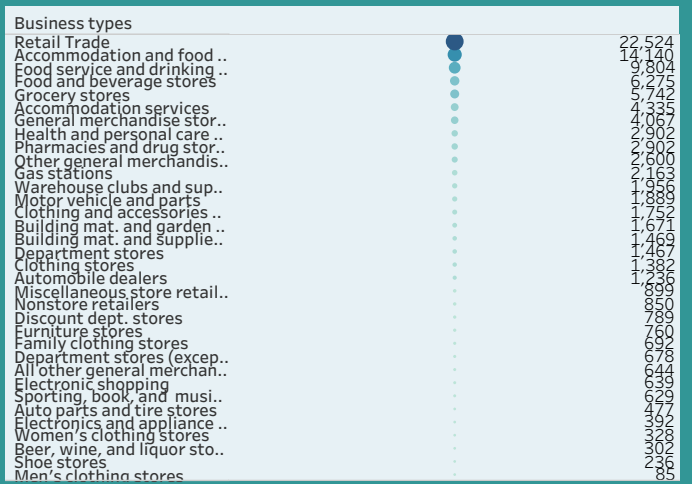 Business types
Retail Trade 22,524
Accommodation and food .. 14,140
Food service and drinking .. 9,804
Food and beverage stores 6,275
Grocery stores 5,742
Accommodation services 4,335
General merchandise stor.. 4,067
Health and personal care .. 2,902
Pharmacies and drug stor.. 2,902
Other general merchandis.. 2,600
Gas stations 2,163
Warehouse clubs and sup.. 1,956
Motor vehicle and parts 1,889
Clothing and accessories .. 1,752
Building mat. and garden .. 1,671
Building mat. and supplie.. 1,469
Department stores 1,467
Clothing stores 1,382
Automobile dealers 1,236
Miscellaneous store retail.. 899
Nonstore retailers 850
Discount dept. stores 789
Furniture stores 760
Family clothing stores 692
Department stores (excep.. 678
All other general merchan.. 644
Electronic shopping 639
Sporting, book, and musi.. 629
Auto parts and tire stores 477
Electronics and appliance .. 392
Women's clothing stores 328
Beer, wine, and liquor sto.. 302
Shoe stores 236
Men's clothing stores 85